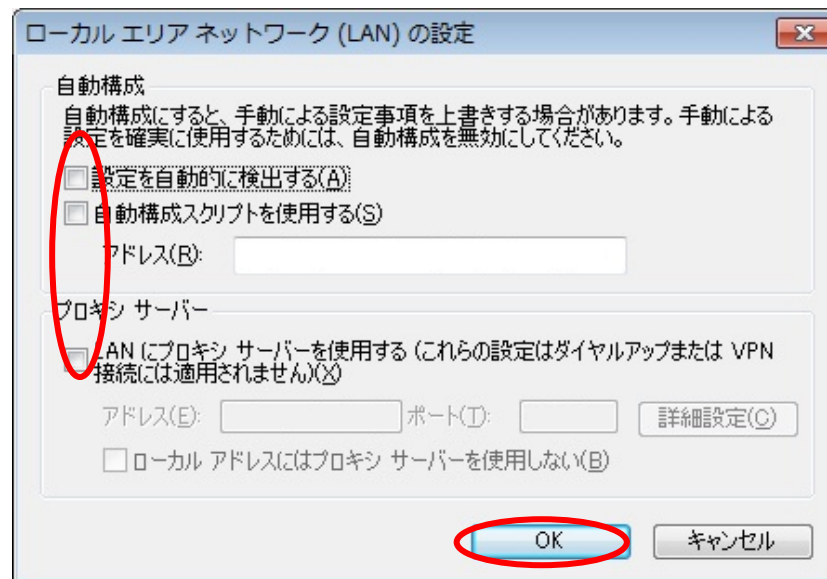 ローカル エリア ネットワーク (LAN) の設定
自動構成
自動構成にすると、手動による設定事項を上書きする場合があります。手動による
設定を確実に使用するためには、自動構成を無効にしてください。
設定を自動的に検出する(A)
自動構成スクリプトを使用する(S)
アドレス(R):
プロキシ サーバー
LAN にプロキシ サーバーを使用する (これらの設定はダイヤルアップまたは VPN
接続には適用されません)(X)
アドレス(E): ポート(T): 詳細設定(C)
ローカル アドレスにはプロキシ サーバーを使用しない(B)
OK キャンセル